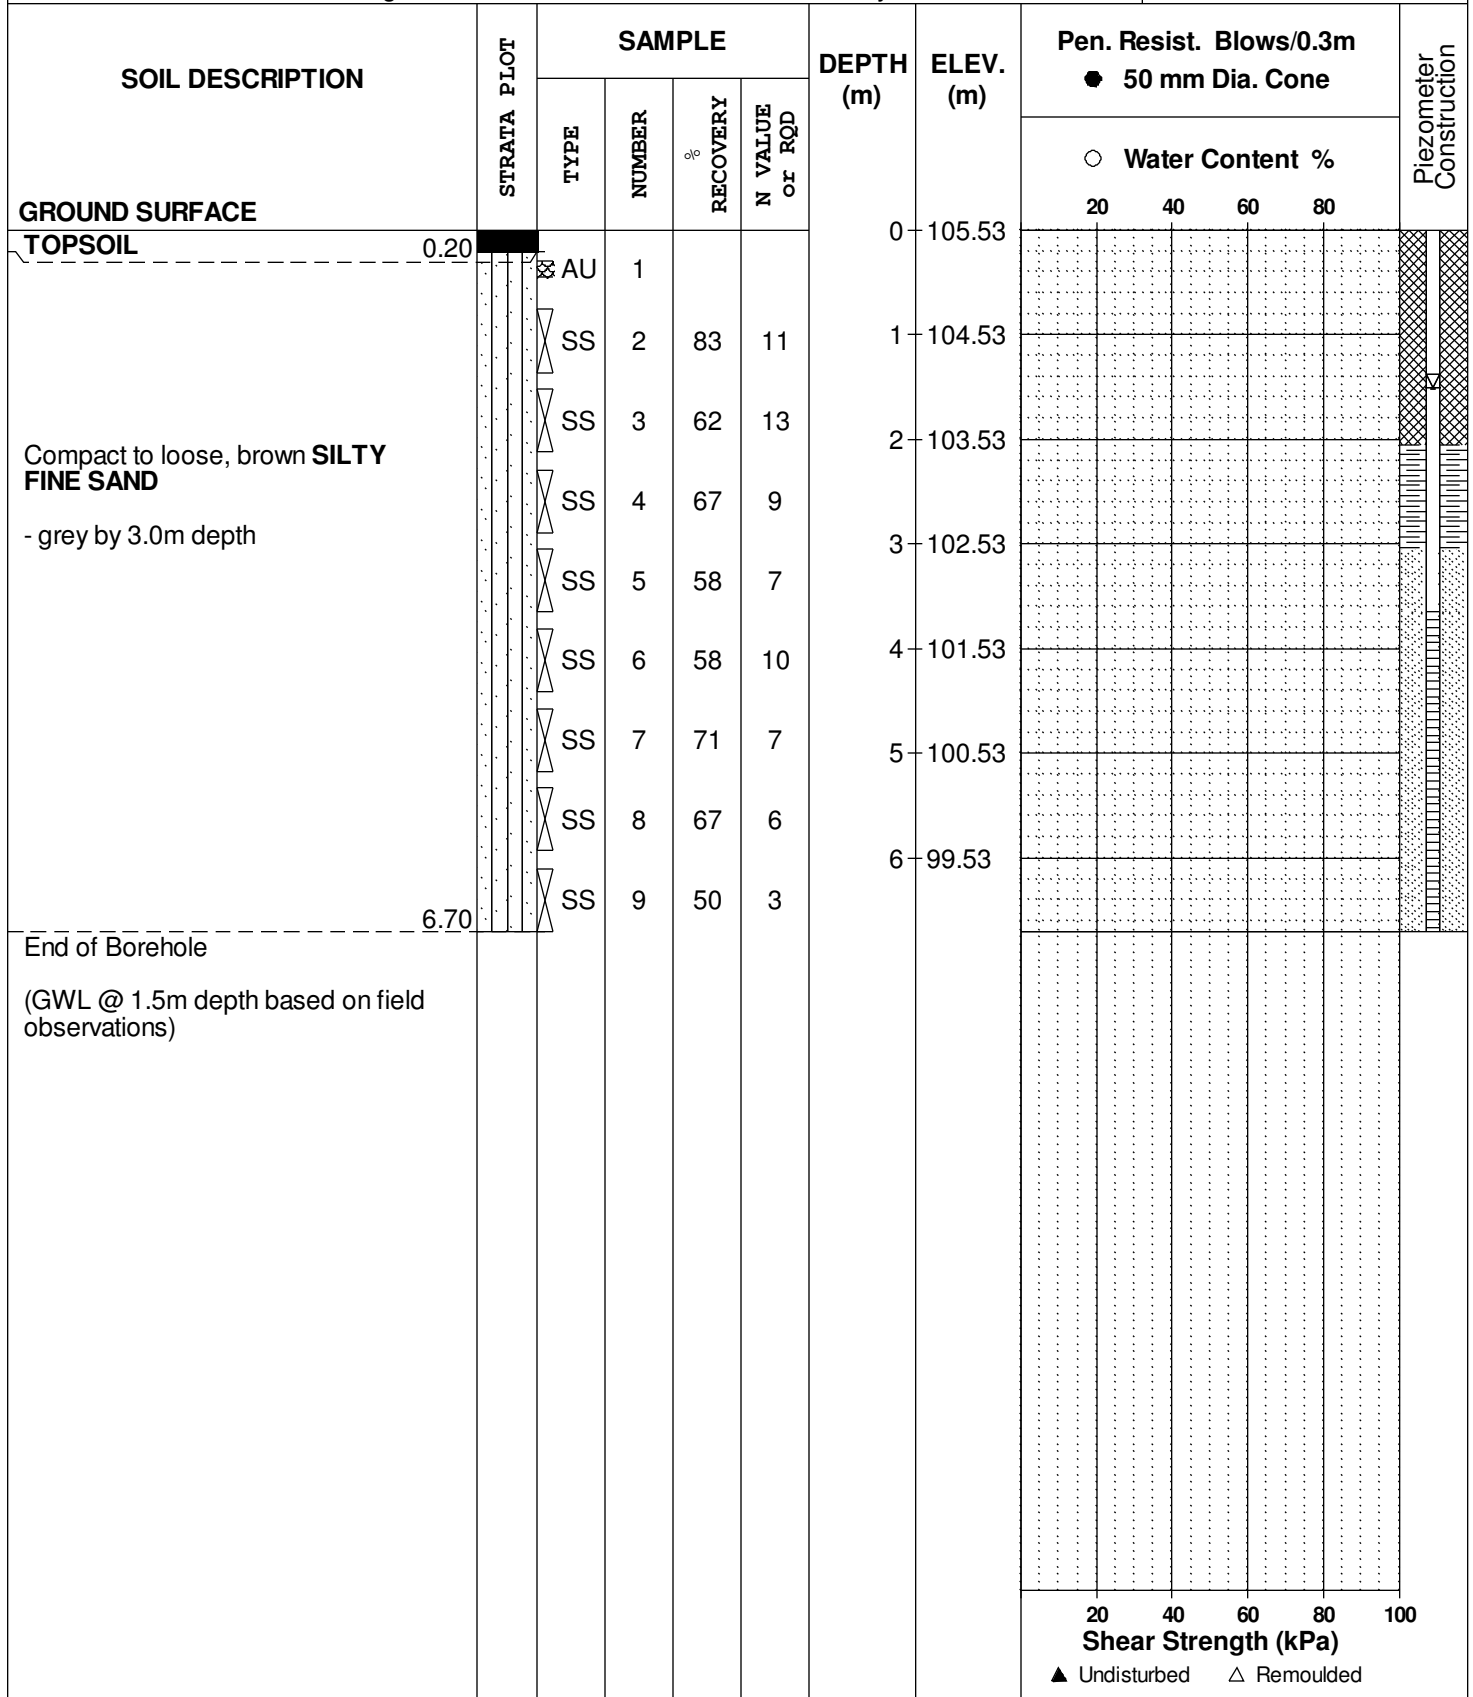 SOIL DESCRIPTION
GROUND SURFACE
STRATA PLOT
SAMPLE
TYPE
NUMBER
%
RECOVERY
N VALUE
or RQD
DEPTH
(m)
ELEV.
(m)
Pen. Resist. Blows/0.3m
● 50 mm Dia. Cone
○ Water Content %
20 40 60 80
Piezometer
Construction
TOPSOIL 0.20
0 105.53
AU 1
SS 2 83 11
1 104.53
SS 3 62 13
2 103.53
Compact to loose, brown SILTY
FINE SAND
- grey by 3.0m depth
SS 4 67 9
3 102.53
SS 5 58 7
SS 6 58 10
4 101.53
SS 7 71 7
5 100.53
SS 8 67 6
6 99.53
SS 9 50 3
6.70
End of Borehole
(GWL @ 1.5m depth based on field
observations)
20 40 60 80 100
Shear Strength (kPa)
▲ Undisturbed △ Remoulded